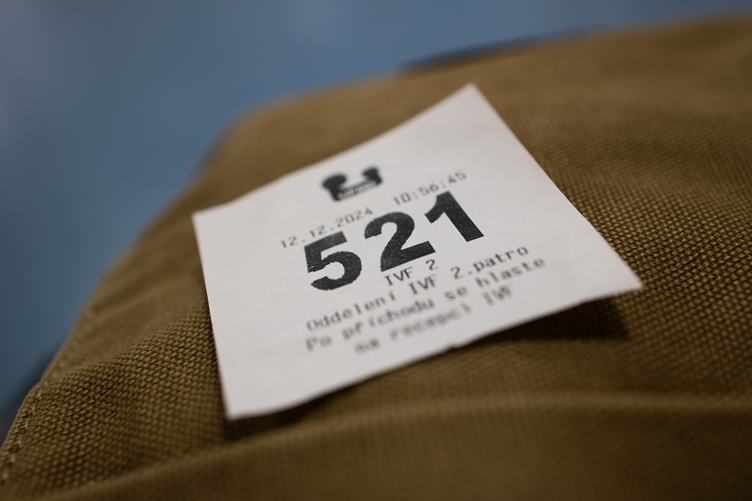 12.12.2024 10:56:45
521
IVF 2
Oddělení IVF 2.patro
Po příchodu se hlaste
na recepci IVF